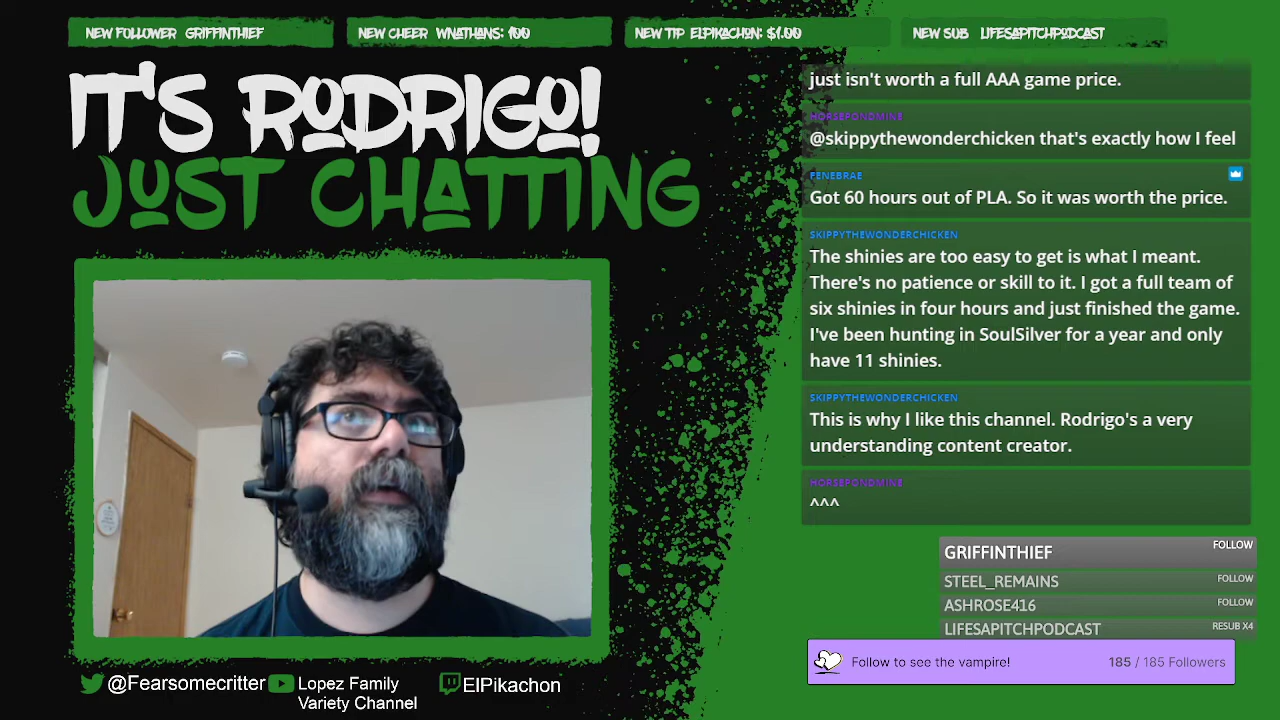 NEW FOLLOWER GRIFFINTHIEF
NEW CHEER WNATHANS: 100
NEW TIP ELPIKACHON: $1.00
NEW SUB LIFESAPITCHPODCAST
IT'S RODRIGO!
JUST CHATTING
just isn't worth a full AAA game price.
HORSEPONDMINE
@skippythewonderchicken that's exactly how I feel
FENEBRAE
Got 60 hours out of PLA. So it was worth the price.
SKIPPYTHEWONDERCHICKEN
The shinies are too easy to get is what I meant.
There's no patience or skill to it. I got a full team of
six shinies in four hours and just finished the game.
I've been hunting in SoulSilver for a year and only
have 11 shinies.
SKIPPYTHEWONDERCHICKEN
This is why I like this channel. Rodrigo's a very
understanding content creator.
HORSEPONDMINE
^^^
GRIFFINTHIEF FOLLOW
STEEL_REMAINS FOLLOW
ASHROSE416 FOLLOW
LIFESAPITCHPODCAST RESUB X4
Follow to see the vampire! 185 / 185 Followers
@Fearsomecritter
Lopez Family
Variety Channel
ElPikachon